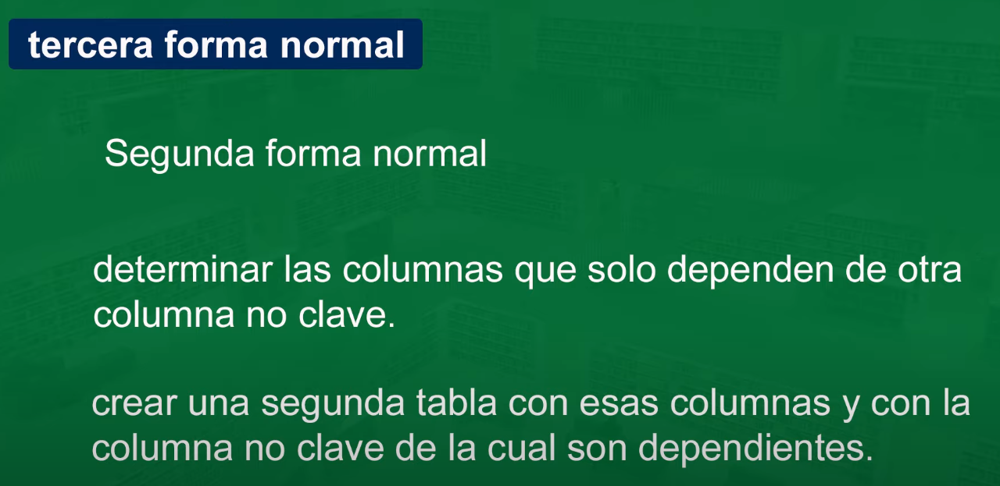 tercera forma normal
Segunda forma normal
determinar las columnas que solo dependen de otra
columna no clave.
crear una segunda tabla con esas columnas y con la
columna no clave de la cual son dependientes.